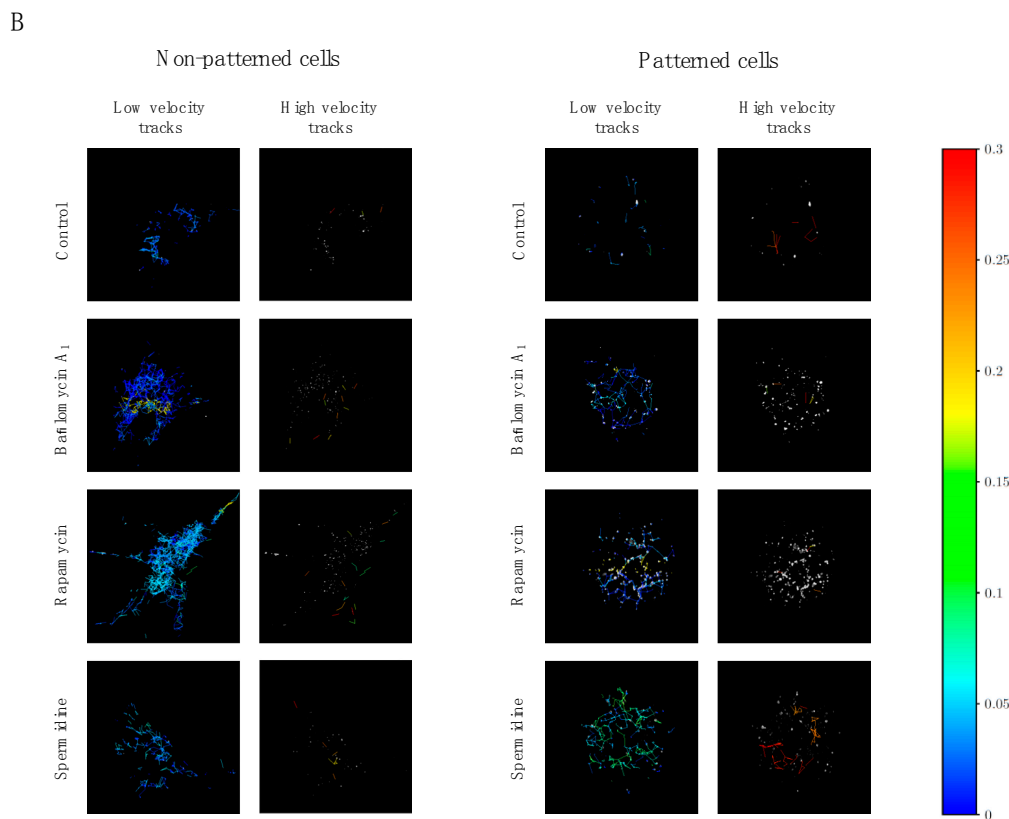 B
Non-patterned cells
Patterned cells
Low velocity
tracks
High velocity
tracks
Low velocity
tracks
High velocity
tracks
Control
Control
Bafilomycin A1
Bafilomycin A1
Rapamycin
Rapamycin
Spermidine
Spermidine
0.3
0.25
0.2
0.15
0.1
0.05
0